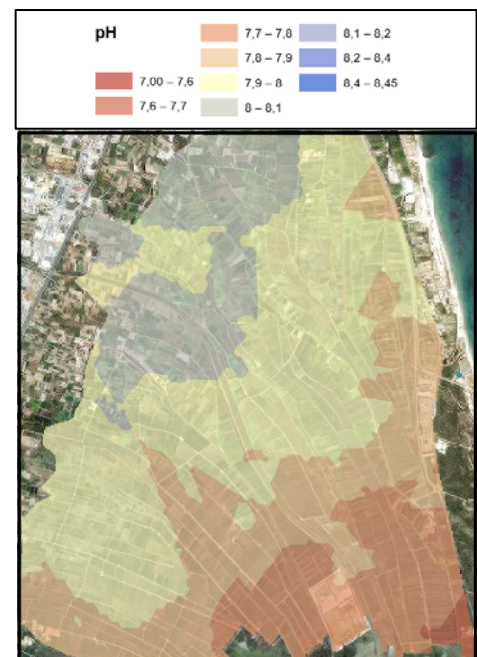 pH
7,00 – 7,6
7,6 – 7,7
7,7 – 7,8
7,8 – 7,9
7,9 – 8
8 – 8,1
8,1 – 8,2
8,2 – 8,4
8,4 – 8,45